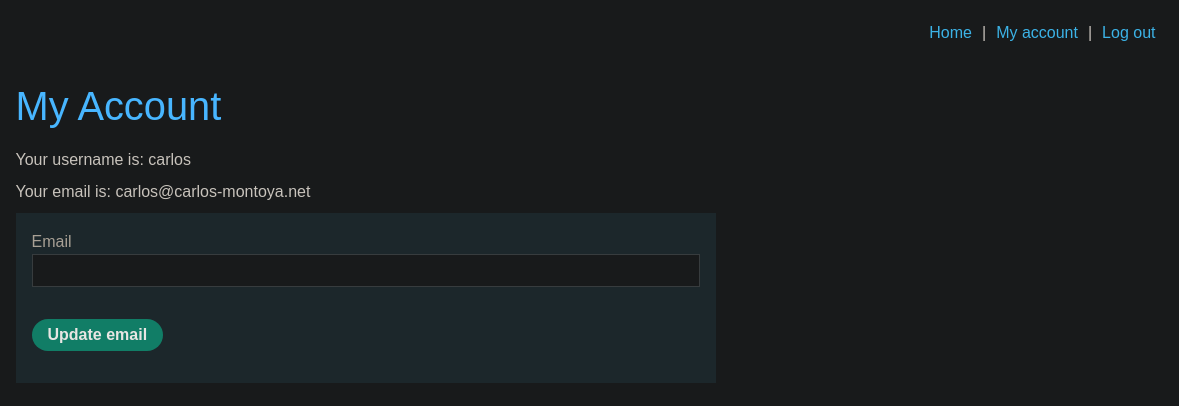 Home | My account | Log out
My Account
Your username is: carlos
Your email is: carlos@carlos-montoya.net
Email
Update email